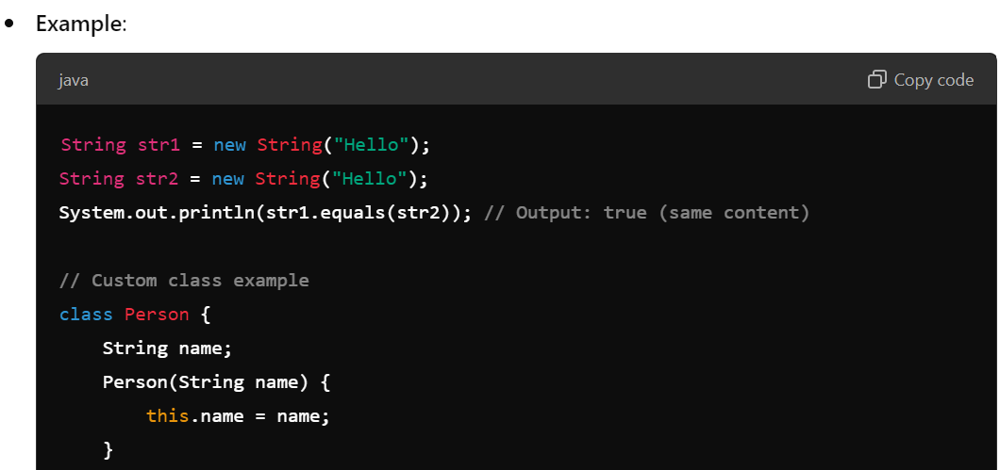 Example:
java
Copy code
String str1 = new String("Hello");
String str2 = new String("Hello");
System.out.println(str1.equals(str2)); // Output: true (same content)
// Custom class example
class Person {
    String name;
    Person(String name) {
        this.name = name;
    }